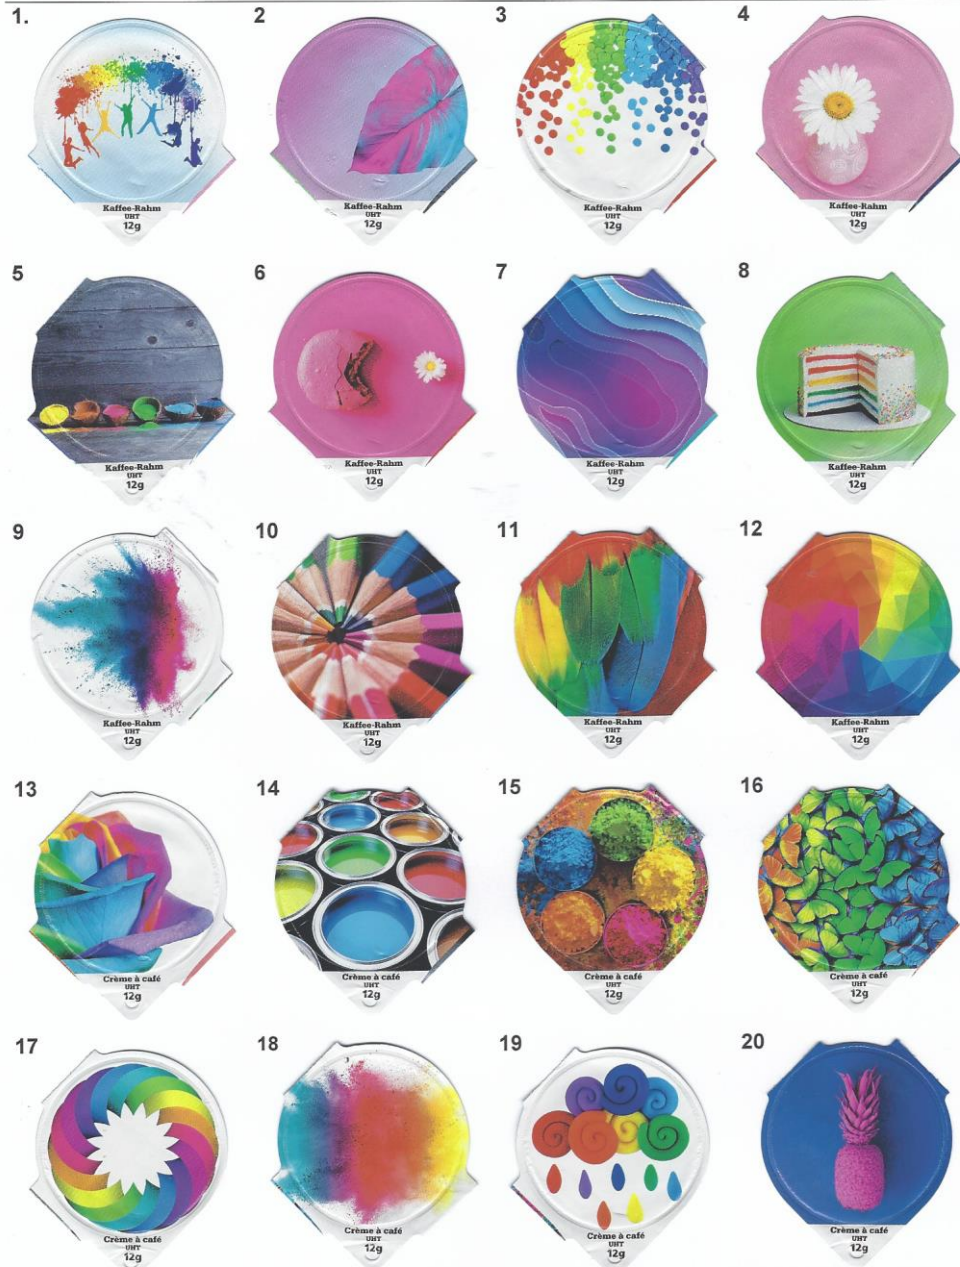 1.
2
3
4
Kaffee-Rahm
UHT
12g
Kaffee-Rahm
UHT
12g
Kaffee-Rahm
UHT
12g
Kaffee-Rahm
UHT
12g
5
6
7
8
Kaffee-Rahm
UHT
12g
Kaffee-Rahm
UHT
12g
Kaffee-Rahm
UHT
12g
Kaffee-Rahm
UHT
12g
9
10
11
12
Kaffee-Rahm
UHT
12g
Kaffee-Rahm
UHT
12g
Kaffee-Rahm
UHT
12g
Kaffee-Rahm
UHT
12g
13
14
15
16
Crème à café
UHT
12g
Crème à café
UHT
12g
Crème à café
UHT
12g
Crème à café
UHT
12g
17
18
19
20
Crème à café
UHT
12g
Crème à café
UHT
12g
Crème à café
UHT
12g
Crème à café
UHT
12g